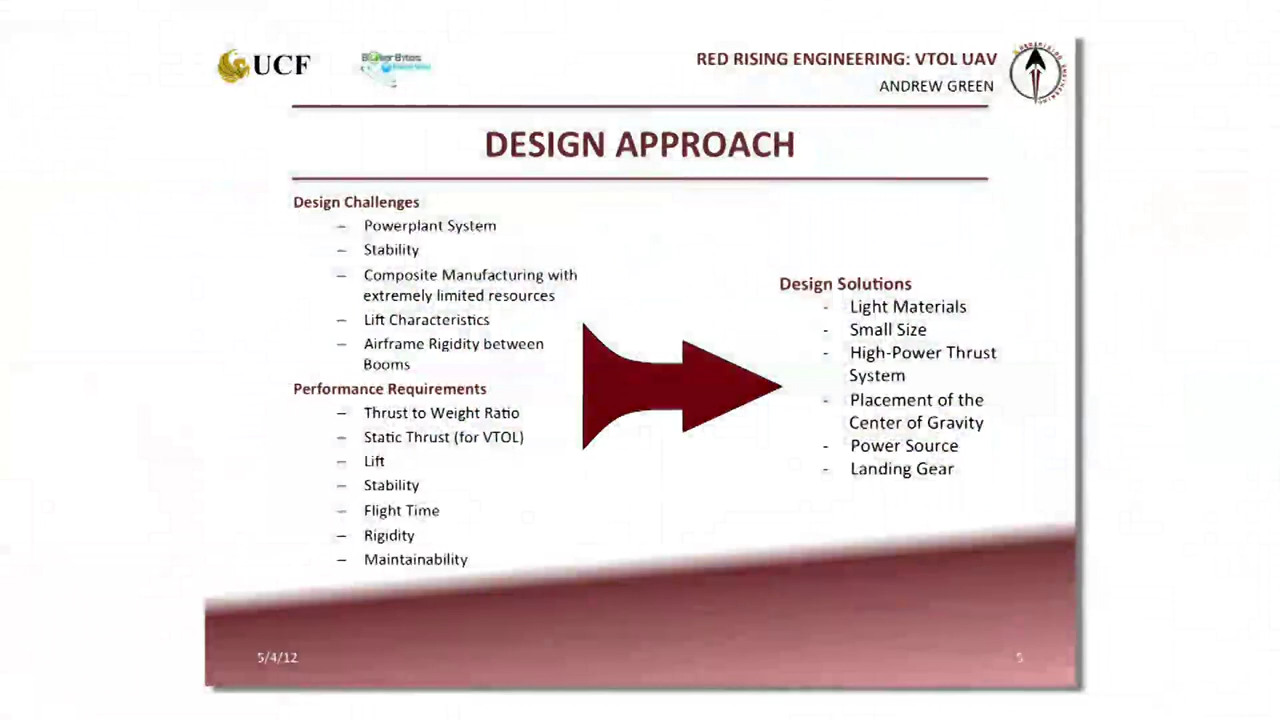 UCF
RED RISING ENGINEERING: VTOL UAV
ANDREW GREEN
DESIGN APPROACH
Design Challenges
– Powerplant System
– Stability
– Composite Manufacturing with
extremely limited resources
– Lift Characteristics
– Airframe Rigidity between
Booms
Performance Requirements
– Thrust to Weight Ratio
– Static Thrust (for VTOL)
– Lift
– Stability
– Flight Time
– Rigidity
– Maintainability
Design Solutions
- Light Materials
- Small Size
- High-Power Thrust
System
- Placement of the
Center of Gravity
- Power Source
- Landing Gear
5/4/12
5